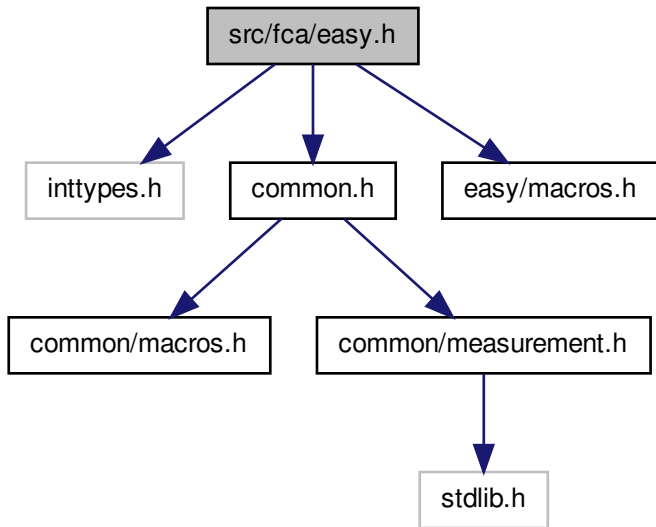 src/fca/easy.h
inttypes.h
common.h
easy/macros.h
common/macros.h
common/measurement.h
stdlib.h